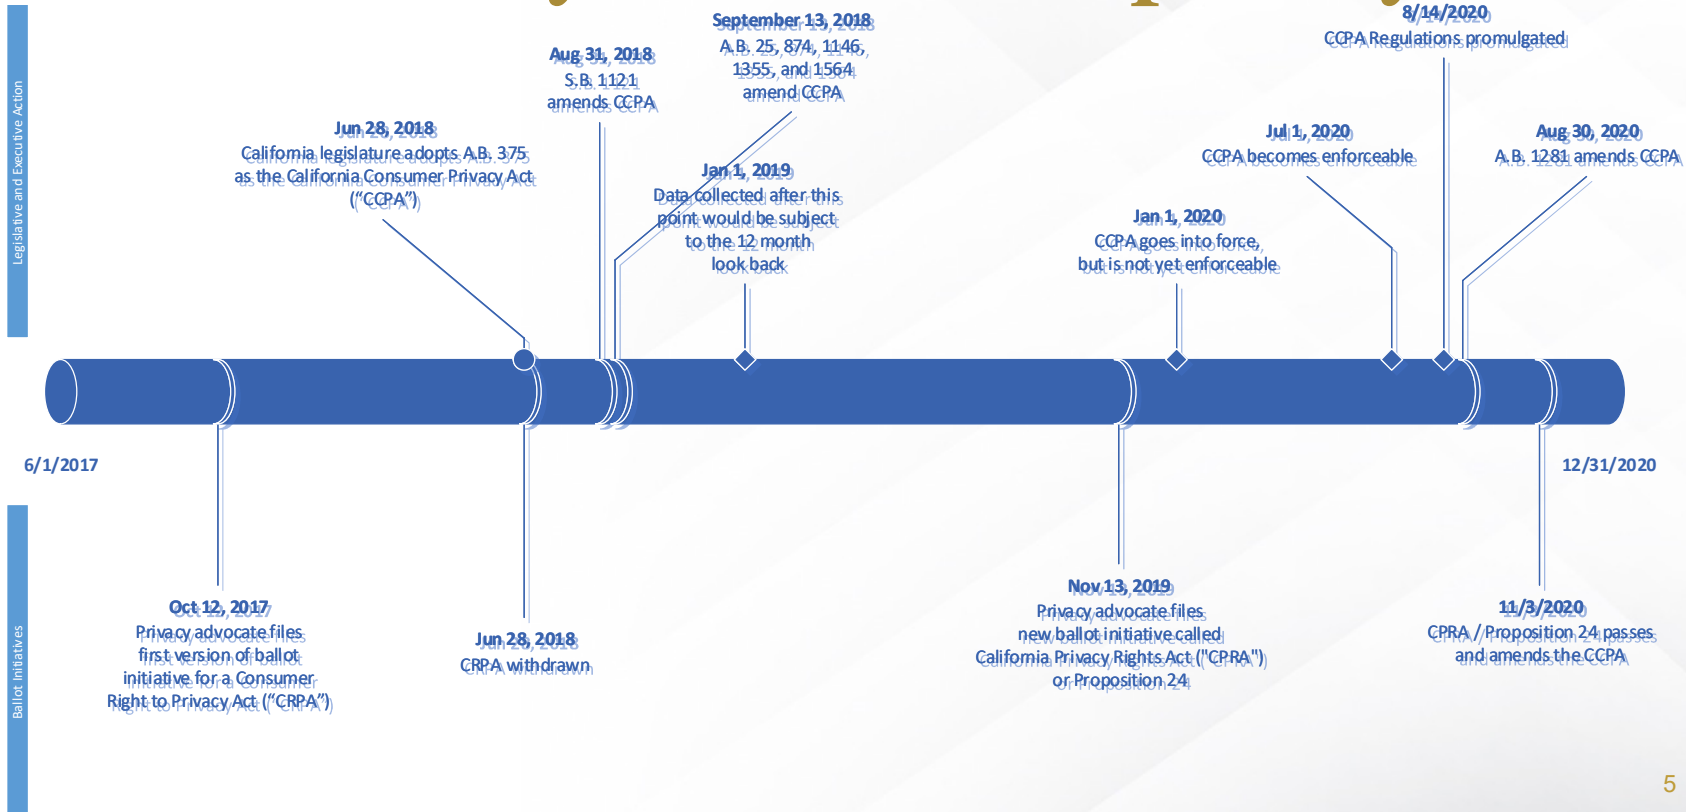 Legislative and Executive Action
Jun 28, 2018
California legislature adopts A.B. 375
as the California Consumer Privacy Act
(“CCPA”)
Aug 31, 2018
S.B. 1121
amends CCPA
September 13, 2018
A.B. 25, 874, 1146,
1355, and 1564
amend CCPA
Jan 1, 2019
Data collected after this
point would be subject
to the 12 month
look back
Jan 1, 2020
CCPA goes into force,
but is not yet enforceable
Jul 1, 2020
CCPA becomes enforceable
8/14/2020
CCPA Regulations promulgated
Aug 30, 2020
A.B. 1281 amends CCPA
6/1/2017
12/31/2020
Ballot Initiatives
Oct 12, 2017
Privacy advocate files
first version of ballot
initiative for a Consumer
Right to Privacy Act (“CRPA”)
Jun 28, 2018
CRPA withdrawn
Nov 13, 2019
Privacy advocate files
new ballot initiative called
California Privacy Rights Act ("CPRA")
or Proposition 24
11/3/2020
CPRA / Proposition 24 passes
and amends the CCPA
5